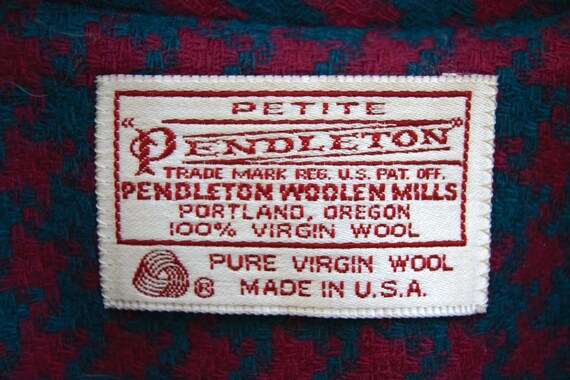 PETITE
"PENDLETON"
TRADE MARK REG. U.S. PAT. OFF.
PENDLETON WOOLEN MILLS
PORTLAND, OREGON
100% VIRGIN WOOL
PURE VIRGIN WOOL
® MADE IN U.S.A.